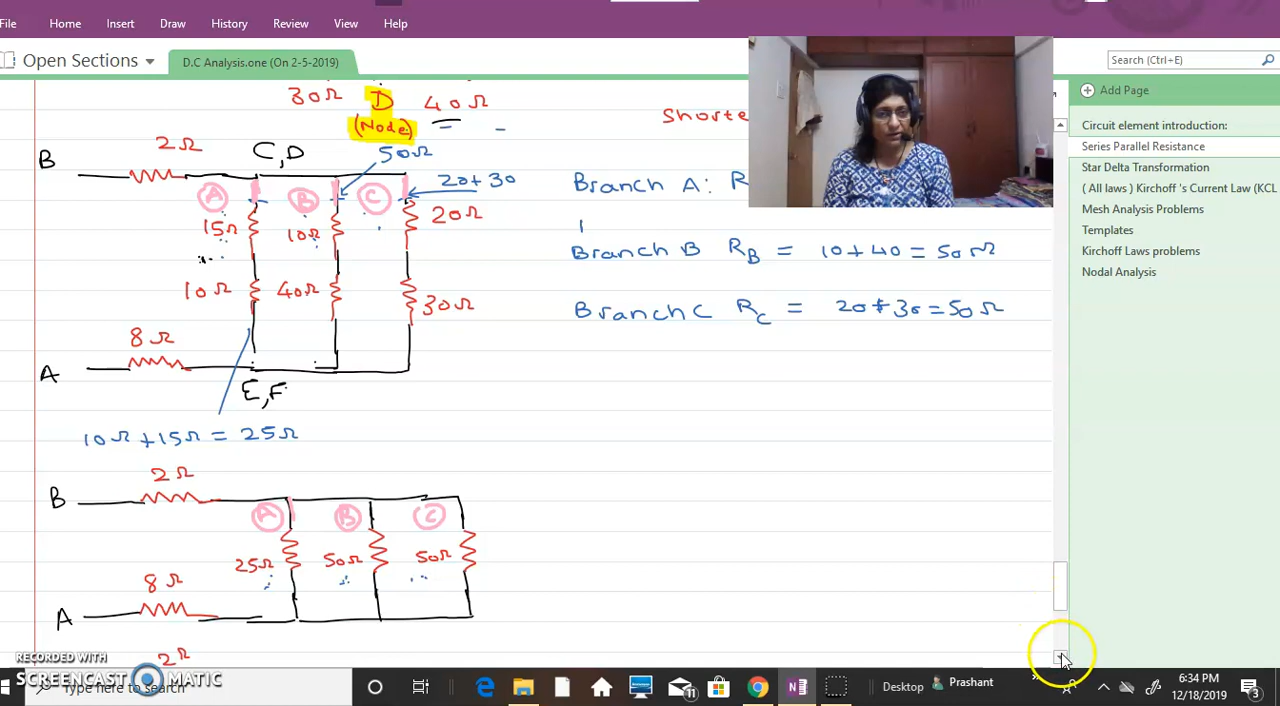 File Home Insert Draw History Review View Help
Open Sections
D.C Analysis.one (On 2-5-2019)
Search (Ctrl+E)
Add Page
Circuit element introduction:
Series Parallel Resistance
Star Delta Transformation
( All laws ) Kirchoff 's Current Law (KCL
Mesh Analysis Problems
Templates
Kirchoff Laws problems
Nodal Analysis
30Ω D 40Ω
(Node)
Shorte
B 2Ω C,D 50Ω
20+30
A B C
15Ω 10Ω 20Ω
10Ω 40Ω 30Ω
8Ω
A
E,F
10Ω + 15Ω = 25Ω
Branch A: R
Branch B R_B = 10+40 = 50Ω
Branch C R_C = 20+30 = 50Ω
2Ω
B
A B C
25Ω 50Ω 50Ω
8Ω
A
2Ω
RECORDED WITH
SCREENCAST MATIC
Type here to search
11
Desktop
Prashant
6:34 PM
12/18/2019
3